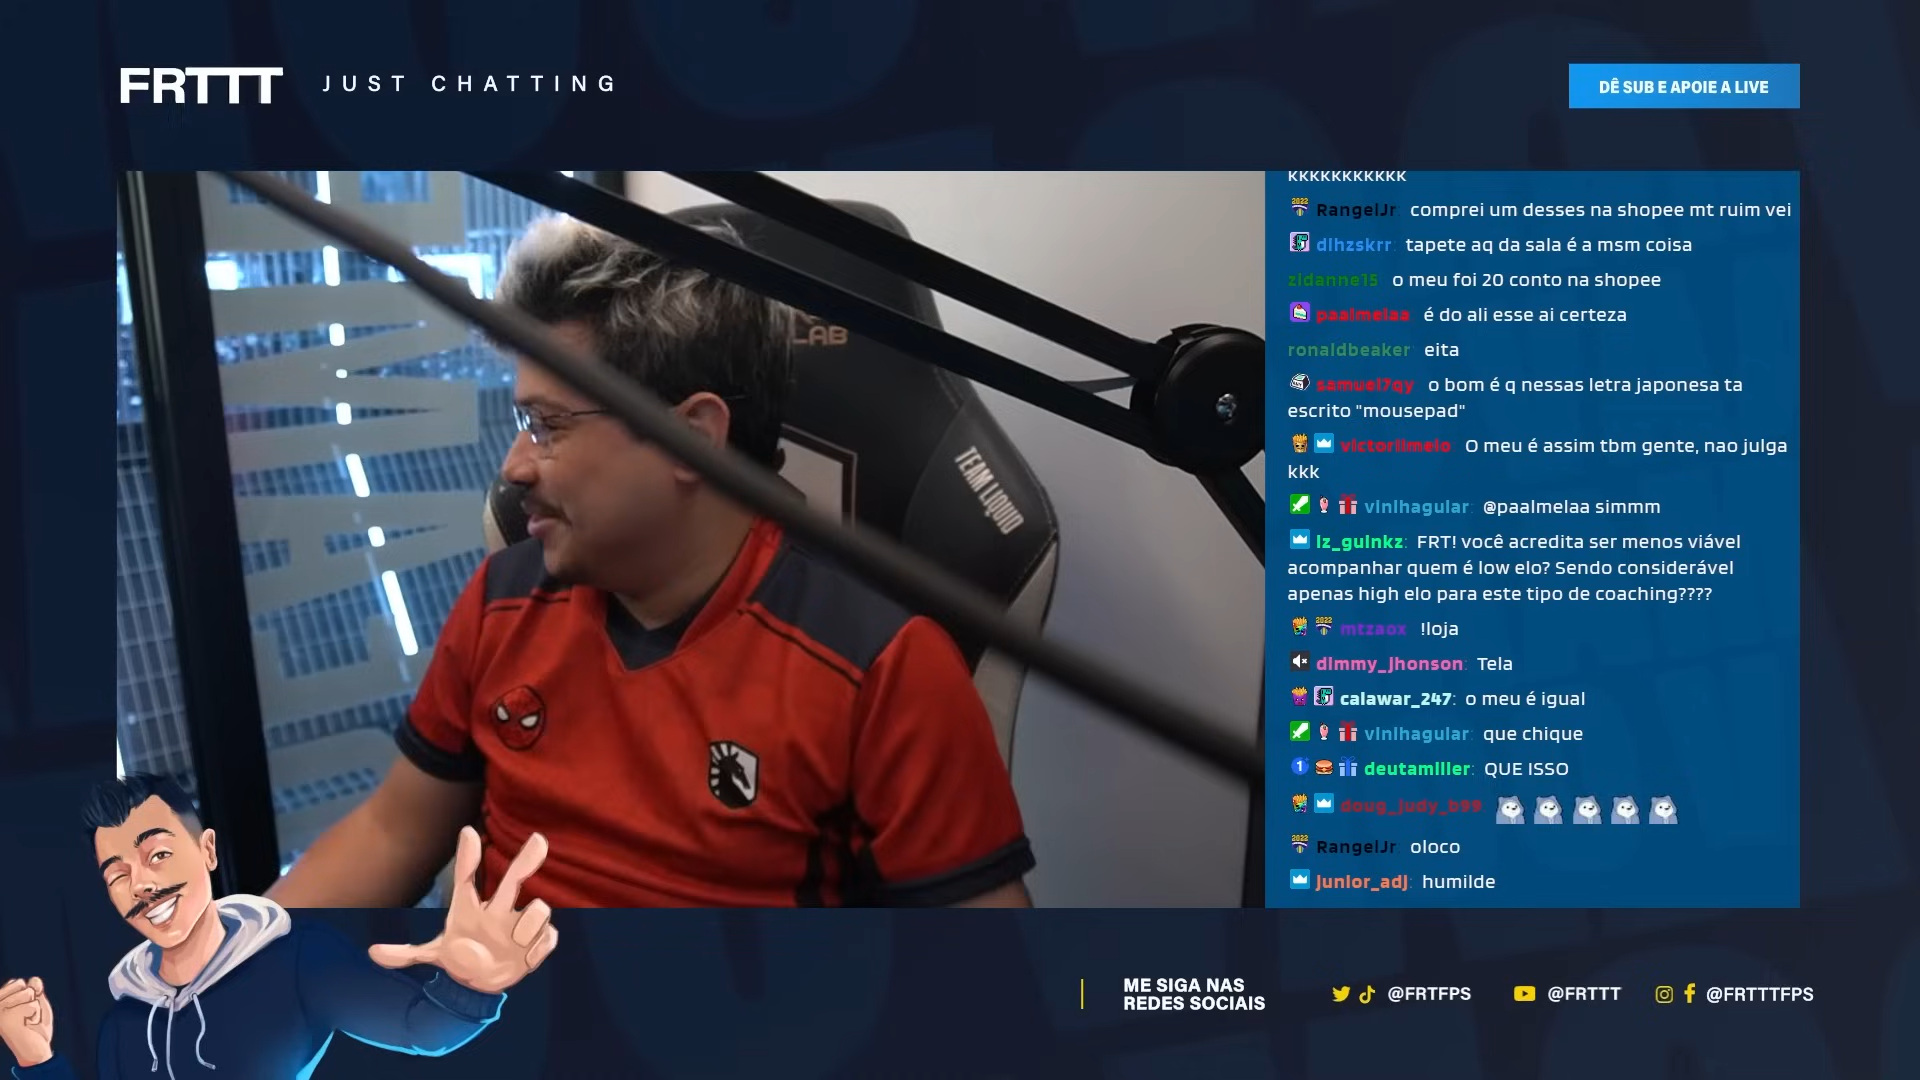 FRTTT
JUST CHATTING
DÊ SUB E APOIE A LIVE
LAB
TEAM LIQUID
KKKKKKKKKKK
RangelJr: comprei um desses na shopee mt ruim vei
dlhzskrr: tapete aq da sala é a msm coisa
zidanne15: o meu foi 20 conto na shopee
paalmelaa: é do ali esse ai certeza
ronaldbeaker: eita
samuel7qy: o bom é q nessas letra japonesa ta
escrito "mousepad"
victoriimelo: O meu é assim tbm gente, nao julga
kkk
vinihaguiar: @paalmelaa simmm
iz_guinkz: FRT! você acredita ser menos viável
acompanhar quem é low elo? Sendo considerável
apenas high elo para este tipo de coaching????
mtzaox: !loja
dimmy_jhonson: Tela
calawar_247: o meu é igual
vinihaguiar: que chique
deutamiller: QUE ISSO
doug_judy_b99:
RangelJr: oloco
junior_adj: humilde
ME SIGA NAS
REDES SOCIAIS
@FRTFPS
@FRTTT
@FRTTTFPS